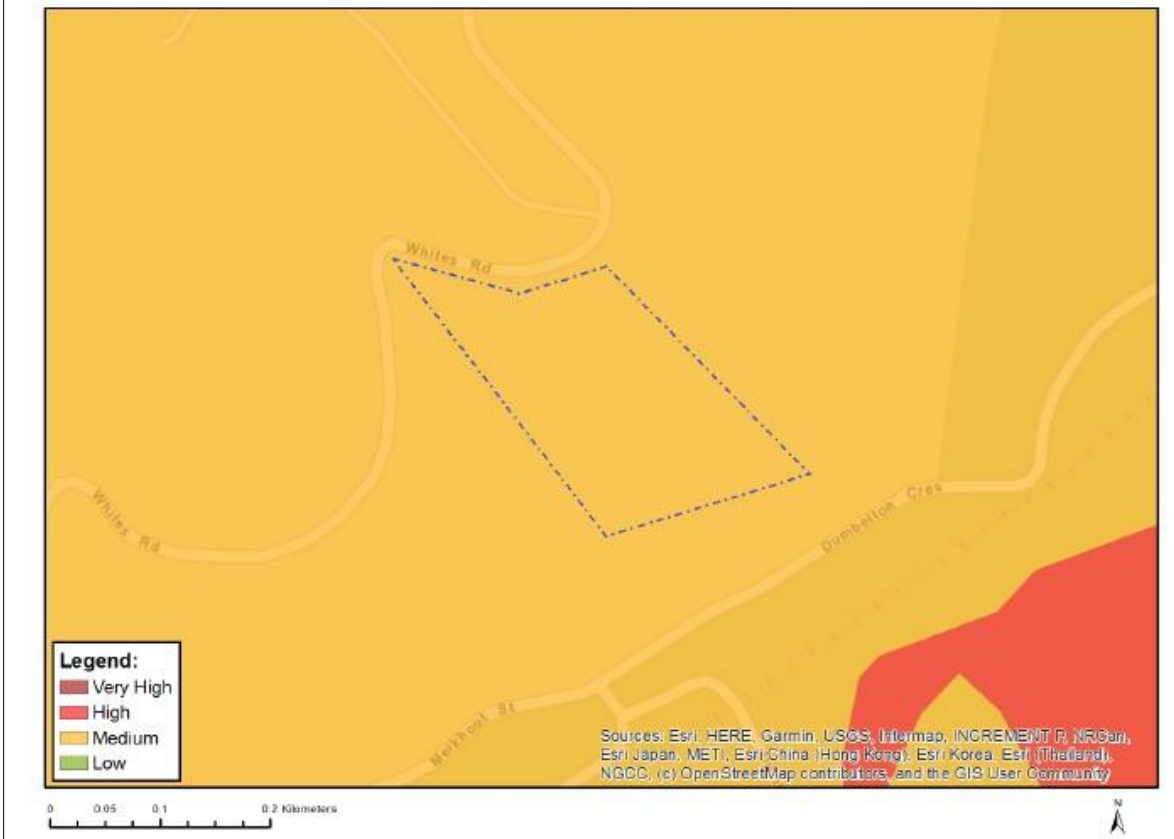 Whites Rd
Whites Rd
Dumbelton Cres
Melkhout St
Legend:
Very High
High
Medium
Low
Sources: Esri, HERE, Garmin, USGS, Intermap, INCREMENT P, NRCan,
Esri Japan, METI, Esri China (Hong Kong), Esri Korea, Esri (Thailand),
NGCC, (c) OpenStreetMap contributors, and the GIS User Community
0 0.05 0.1 0.2 Kilometers
N